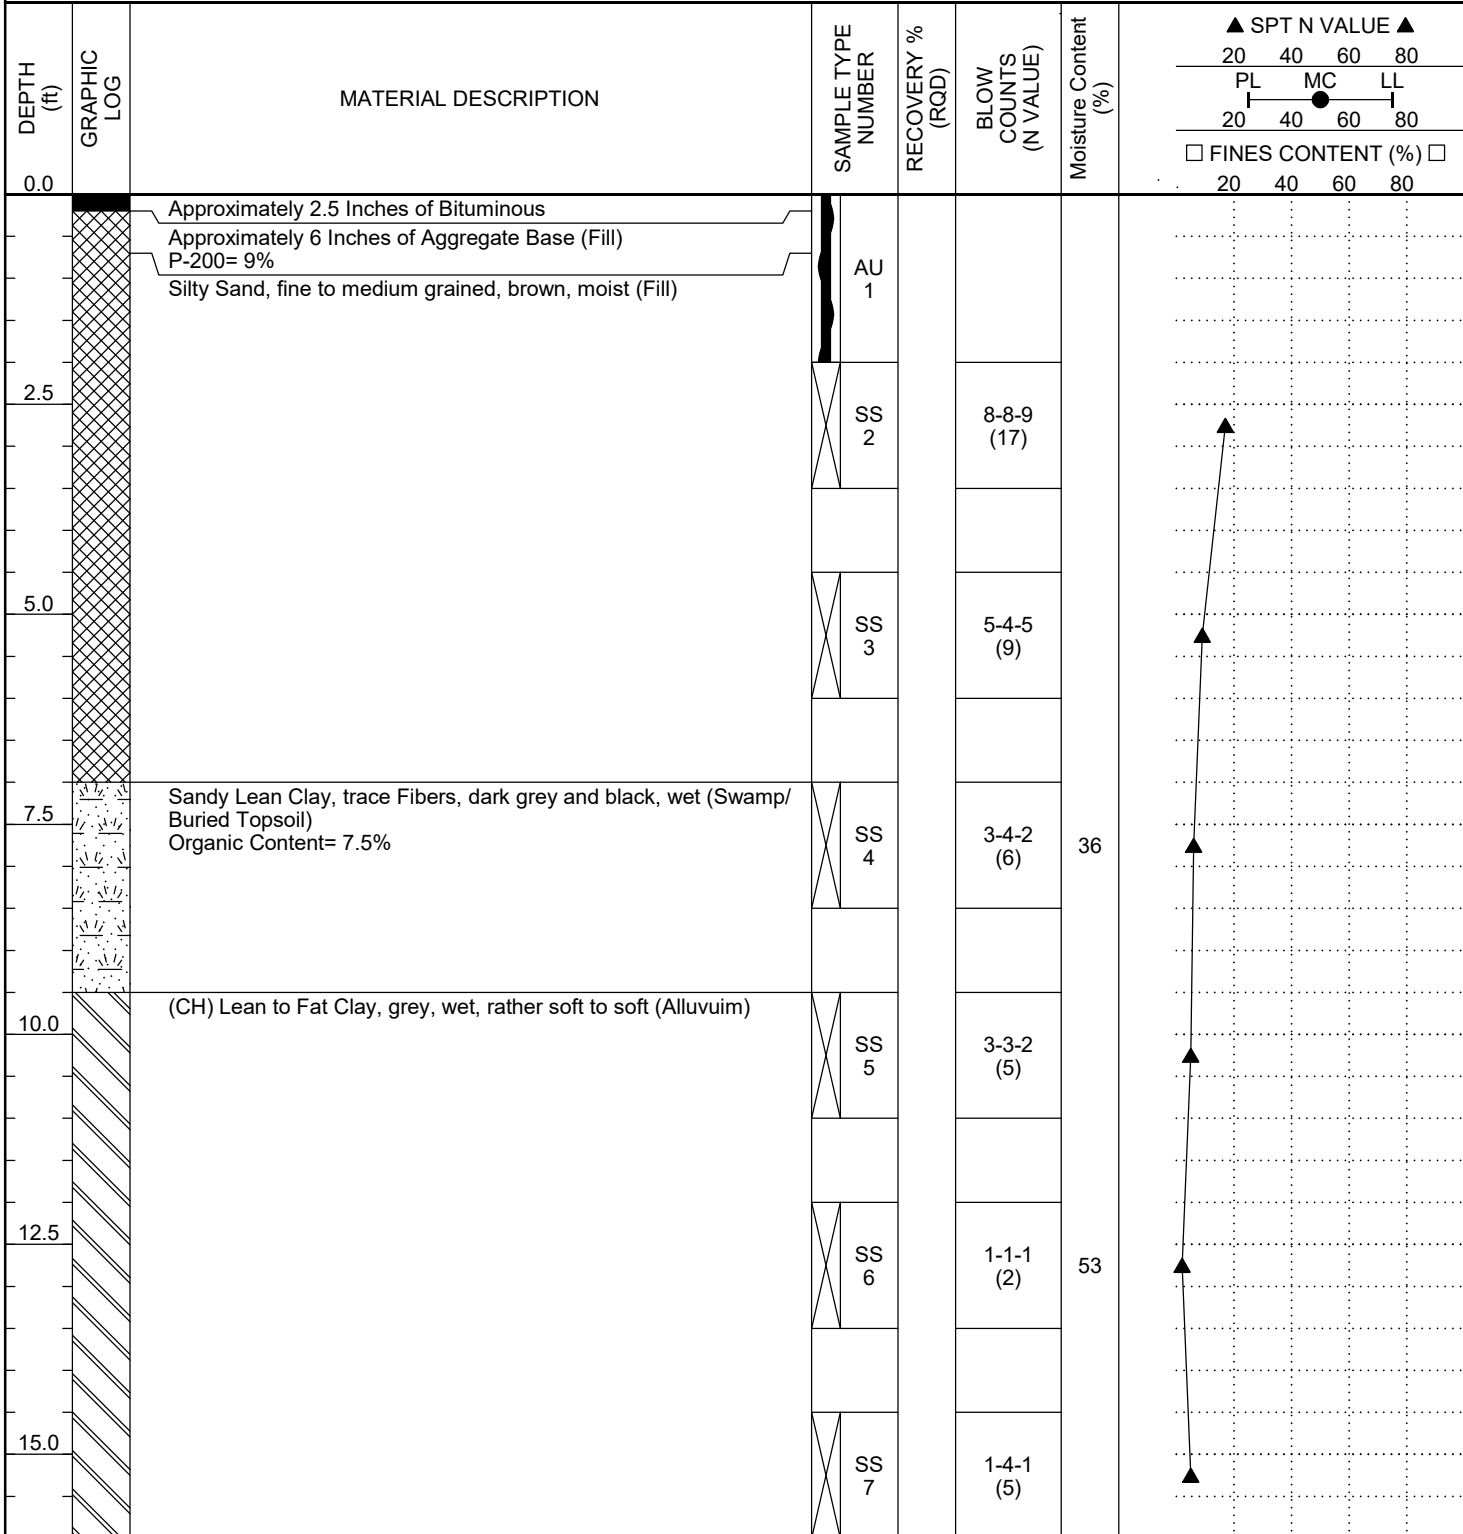 DEPTH
(ft)
GRAPHIC
LOG
MATERIAL DESCRIPTION
SAMPLE TYPE
NUMBER
RECOVERY %
(RQD)
BLOW
COUNTS
(N VALUE)
Moisture Content
(%)
▲ SPT N VALUE ▲
20 40 60 80
PL MC LL
20 40 60 80
□ FINES CONTENT (%) □
20 40 60 80
0.0
Approximately 2.5 Inches of Bituminous
Approximately 6 Inches of Aggregate Base (Fill)
P-200= 9%
Silty Sand, fine to medium grained, brown, moist (Fill)
AU
1
2.5
SS
2
8-8-9
(17)
5.0
SS
3
5-4-5
(9)
7.5
Sandy Lean Clay, trace Fibers, dark grey and black, wet (Swamp/
Buried Topsoil)
Organic Content= 7.5%
SS
4
3-4-2
(6)
36
10.0
(CH) Lean to Fat Clay, grey, wet, rather soft to soft (Alluvuim)
SS
5
3-3-2
(5)
12.5
SS
6
1-1-1
(2)
53
15.0
SS
7
1-4-1
(5)